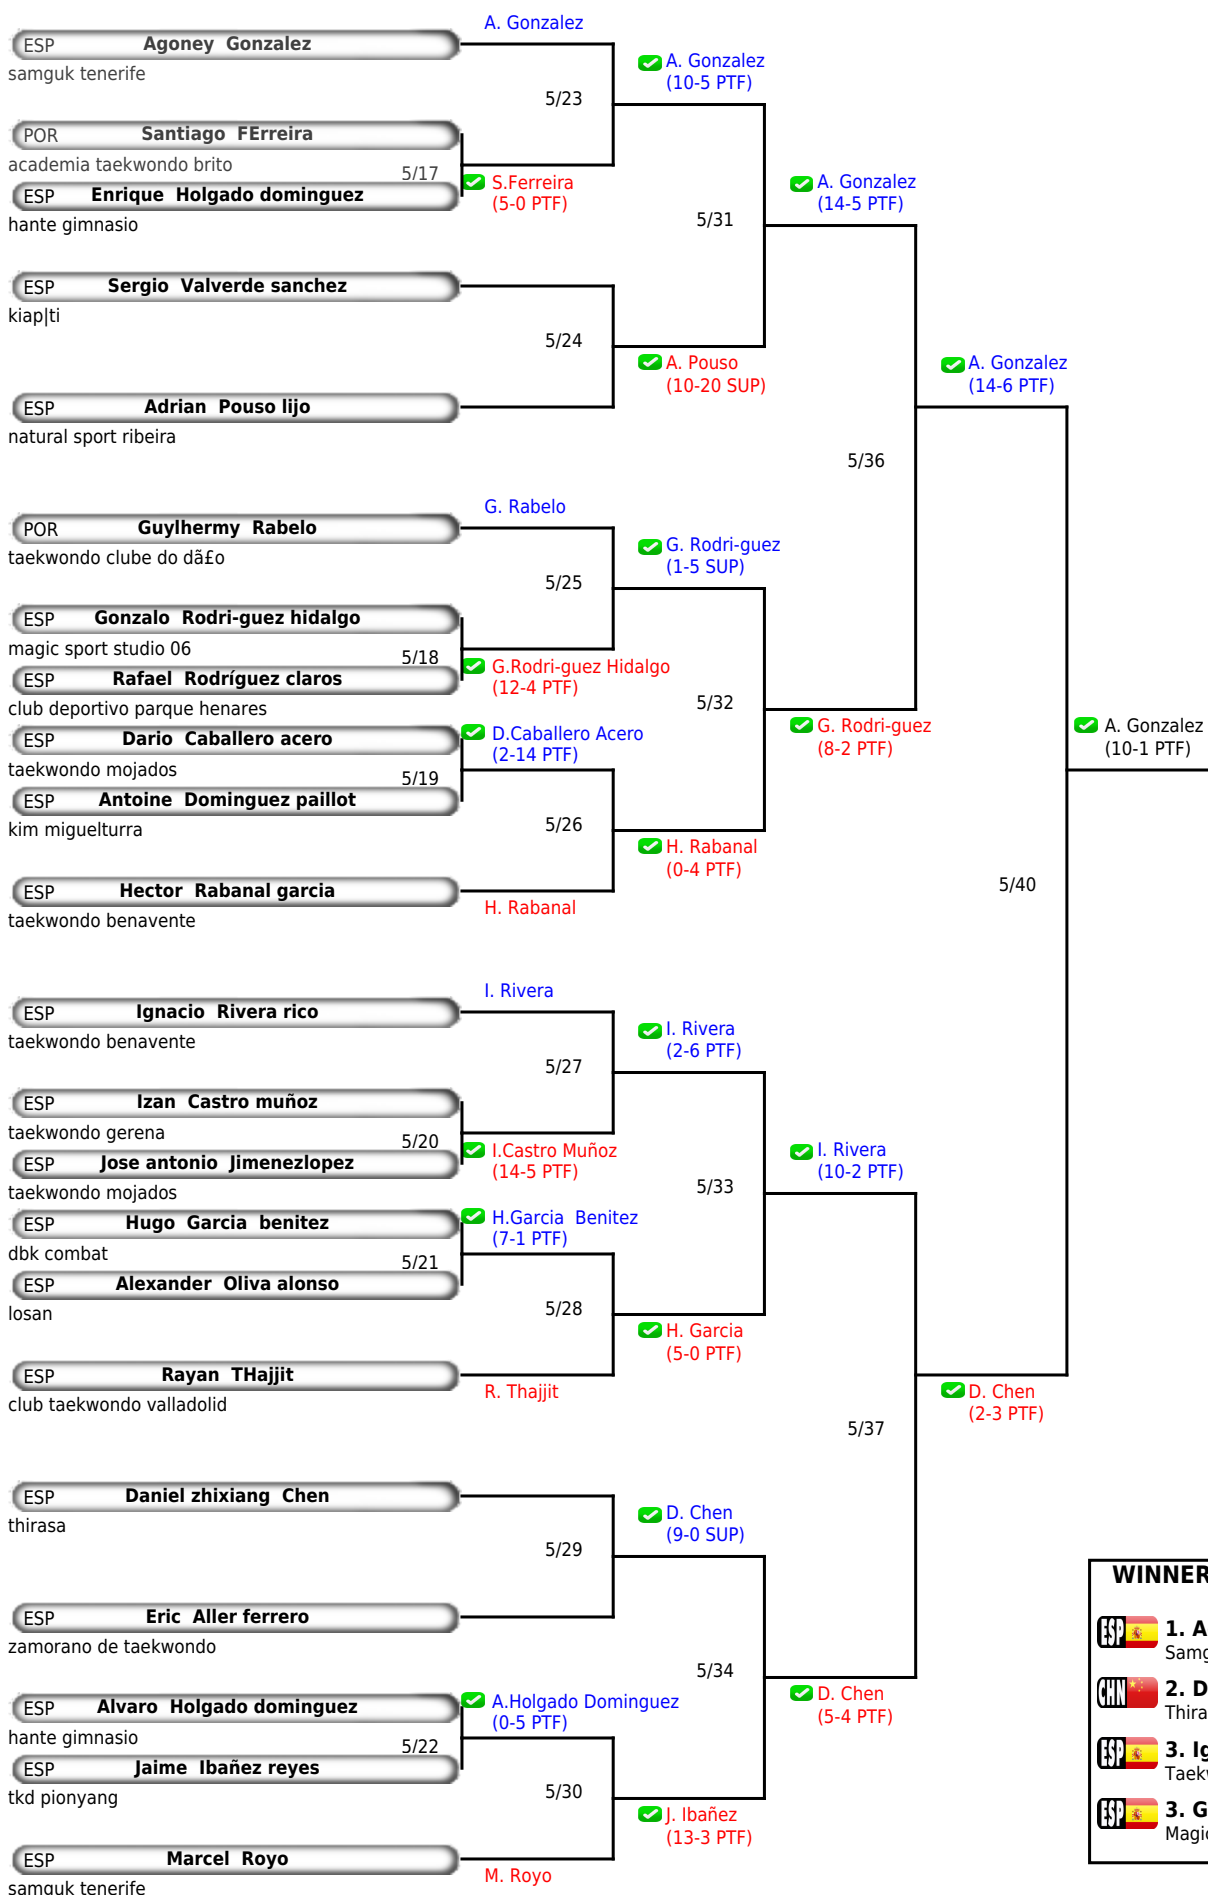 A. Gonzalez
ESP Agoney Gonzalez
samguk tenerife
A. Gonzalez
(10-5 PTF)
5/23
POR Santiago FErreira
academia taekwondo brito
5/17
S.Ferreira
(5-0 PTF)
ESP Enrique Holgado dominguez
hante gimnasio
A. Gonzalez
(14-5 PTF)
5/31
ESP Sergio Valverde sanchez
kiap|ti
5/24
A. Pouso
(10-20 SUP)
ESP Adrian Pouso lijo
natural sport ribeira
A. Gonzalez
(14-6 PTF)
5/36
G. Rabelo
POR Guylhermy Rabelo
taekwondo clube do dã£o
G. Rodri-guez
(1-5 SUP)
5/25
ESP Gonzalo Rodri-guez hidalgo
magic sport studio 06
5/18
G.Rodri-guez Hidalgo
(12-4 PTF)
ESP Rafael Rodríguez claros
club deportivo parque henares
5/32
G. Rodri-guez
(8-2 PTF)
A. Gonzalez
(10-1 PTF)
ESP Dario Caballero acero
taekwondo mojados
D.Caballero Acero
(2-14 PTF)
5/19
ESP Antoine Dominguez paillot
kim miguelturra
5/26
H. Rabanal
(0-4 PTF)
ESP Hector Rabanal garcia
taekwondo benavente
H. Rabanal
5/40
I. Rivera
ESP Ignacio Rivera rico
taekwondo benavente
I. Rivera
(2-6 PTF)
5/27
ESP Izan Castro muñoz
taekwondo gerena
5/20
I.Castro Muñoz
(14-5 PTF)
ESP Jose antonio Jimenezlopez
taekwondo mojados
I. Rivera
(10-2 PTF)
5/33
ESP Hugo Garcia benitez
dbk combat
H.Garcia Benitez
(7-1 PTF)
5/21
ESP Alexander Oliva alonso
losan
5/28
H. Garcia
(5-0 PTF)
ESP Rayan THajjit
club taekwondo valladolid
R. Thajjit
D. Chen
(2-3 PTF)
5/37
ESP Daniel zhixiang Chen
thirasa
D. Chen
(9-0 SUP)
5/29
ESP Eric Aller ferrero
zamorano de taekwondo
5/34
D. Chen
(5-4 PTF)
ESP Alvaro Holgado dominguez
hante gimnasio
A.Holgado Dominguez
(0-5 PTF)
5/22
ESP Jaime Ibañez reyes
tkd pionyang
5/30
J. Ibañez
(13-3 PTF)
ESP Marcel Royo
samguk tenerife
M. Royo
WINNER
ESP 1. A
Samg
CHN 2. D
Thira
ESP 3. Ig
Taekw
ESP 3. G
Magic